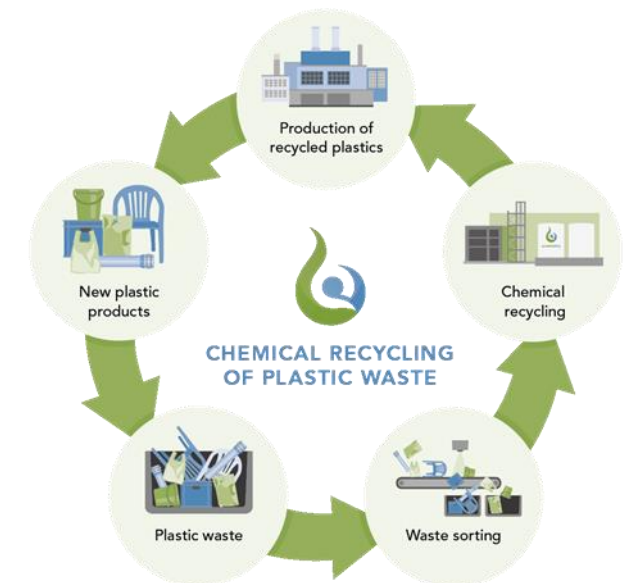 Production of
recycled plastics
New plastic
products
Chemical
recycling
CHEMICAL RECYCLING
OF PLASTIC WASTE
Plastic waste
Waste sorting